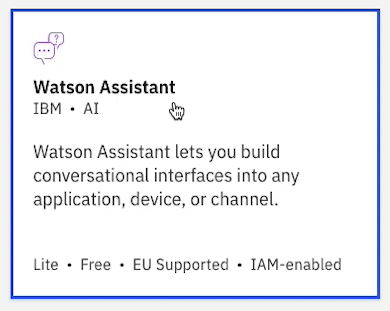 ?
Watson Assistant
IBM • AI
Watson Assistant lets you build
conversational interfaces into any
application, device, or channel.
Lite • Free • EU Supported • IAM-enabled